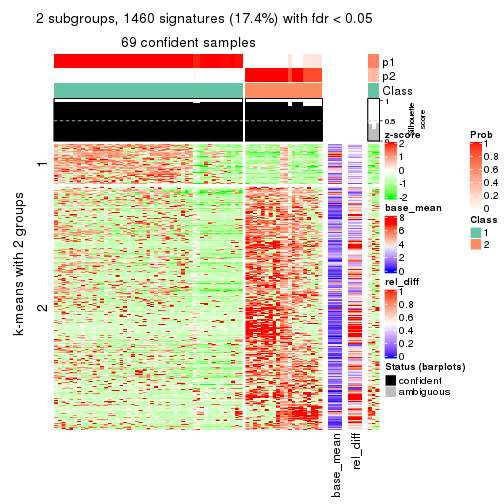 2 subgroups, 1460 signatures (17.4%) with fdr < 0.05
69 confident samples
p1
p2
Class
1
0.5
0
Silhouette
score
k-means with 2 groups
1
2
base_mean
rel_diff
z-score
2
1
0
-1
-2
base_mean
8
6
4
2
0
rel_diff
1
0.8
0.6
0.4
0.2
0
Status (barplots)
confident
ambiguous
Prob
1
0.8
0.6
0.4
0.2
0
Class
1
2